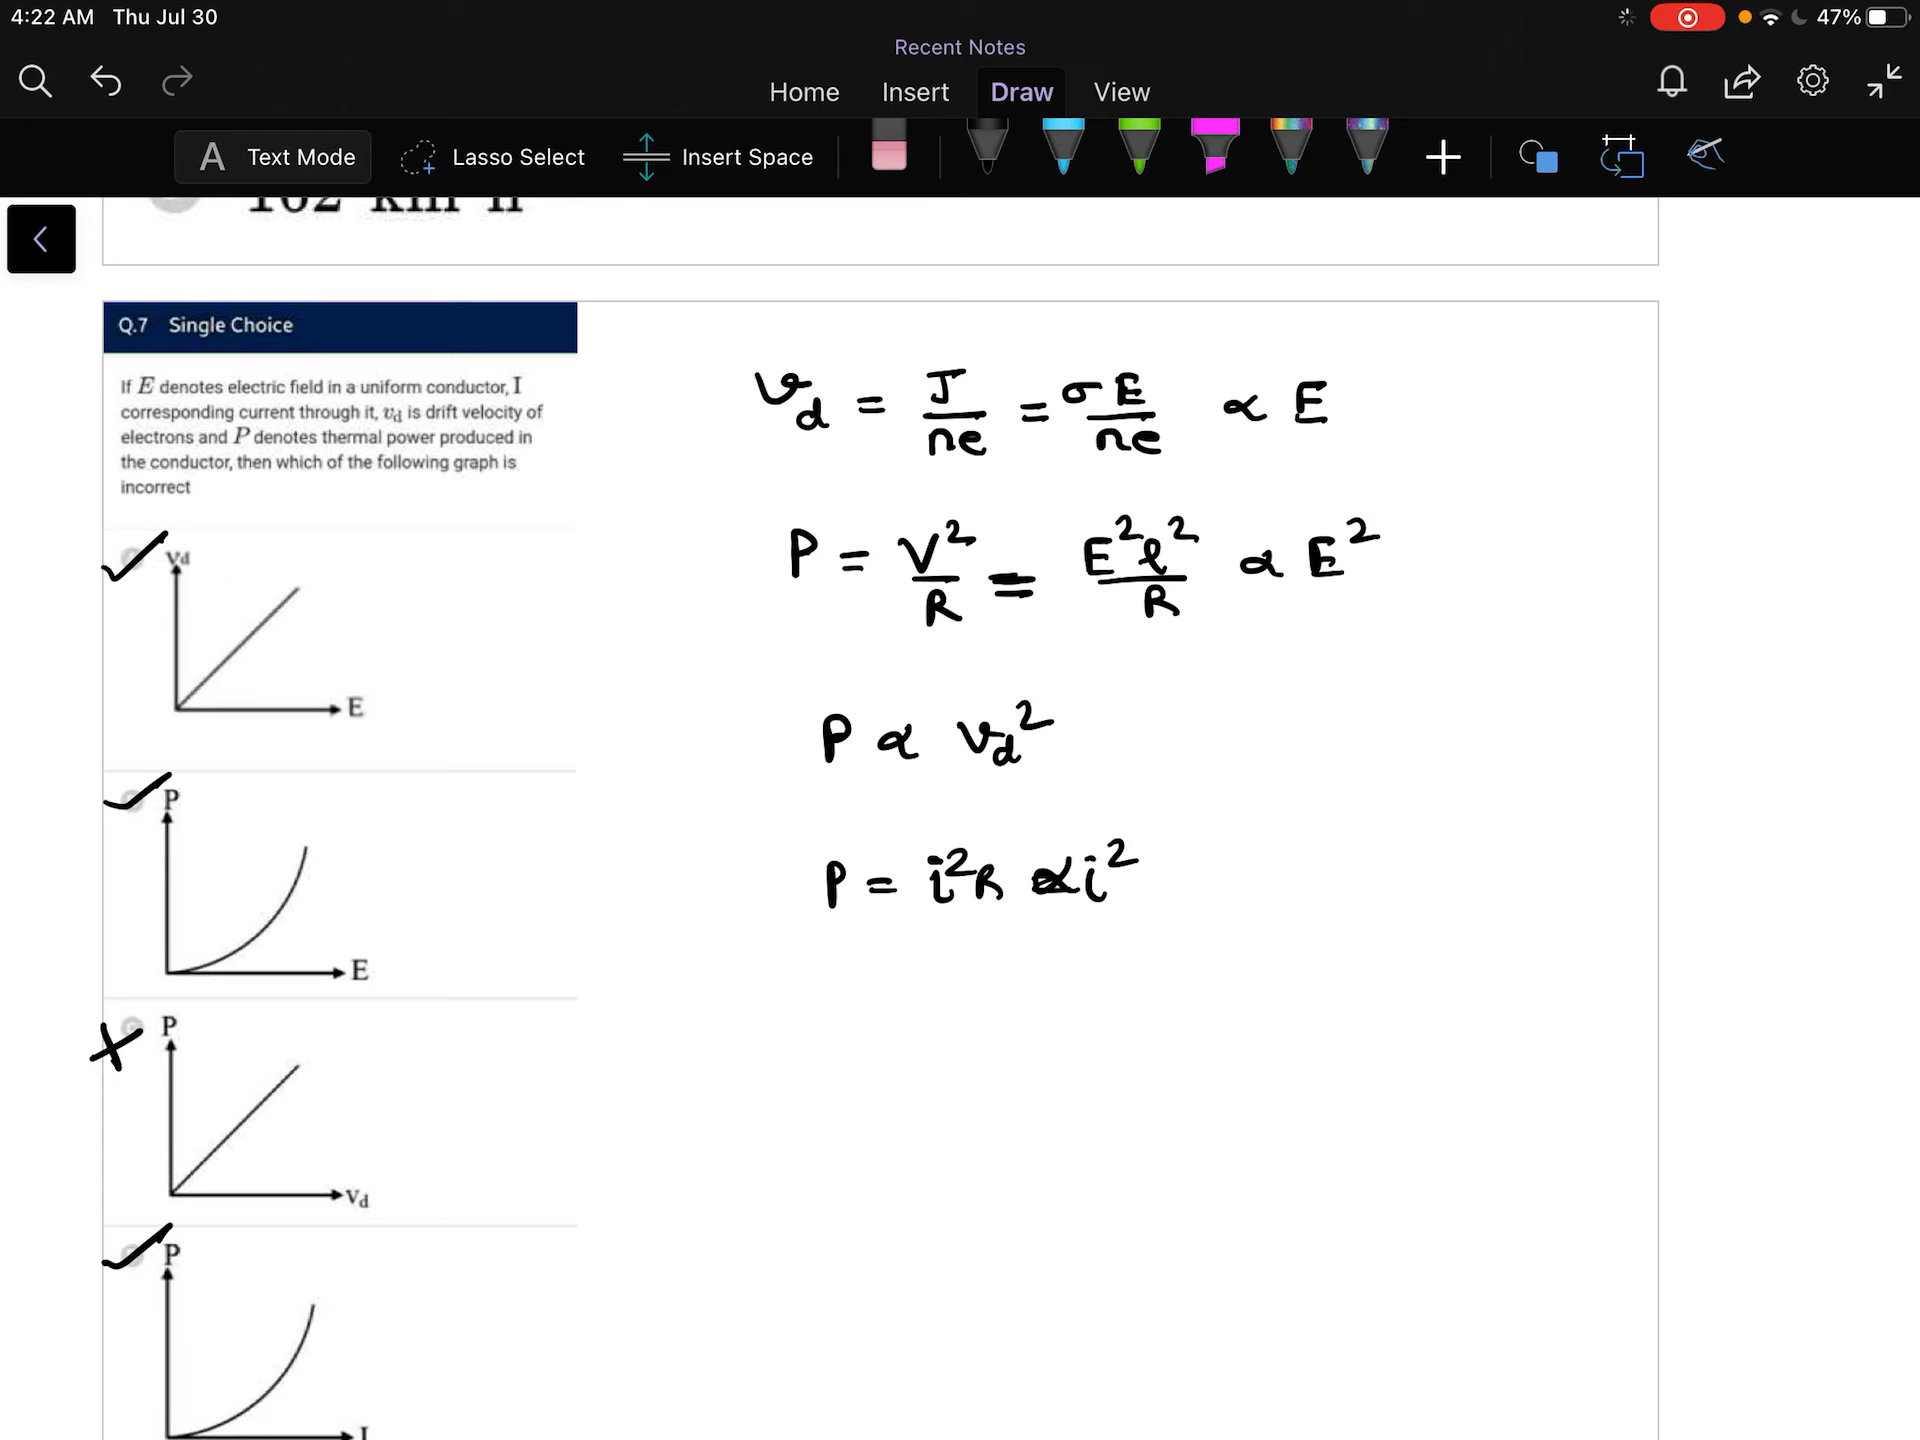 4:22 AM Thu Jul 30
47%
Recent Notes
Home Insert Draw View
A Text Mode Lasso Select Insert Space
102 km h
Q.7 Single Choice
If E denotes electric field in a uniform conductor, I
corresponding current through it, vd is drift velocity of
electrons and P denotes thermal power produced in
the conductor, then which of the following graph is
incorrect
vd = J/ne = σE/ne ∝ E
P = V²/R = E²l²/R ∝ E²
P ∝ vd²
P = i²R ∝ i²
Vd
E
P
E
P
Vd
P
I